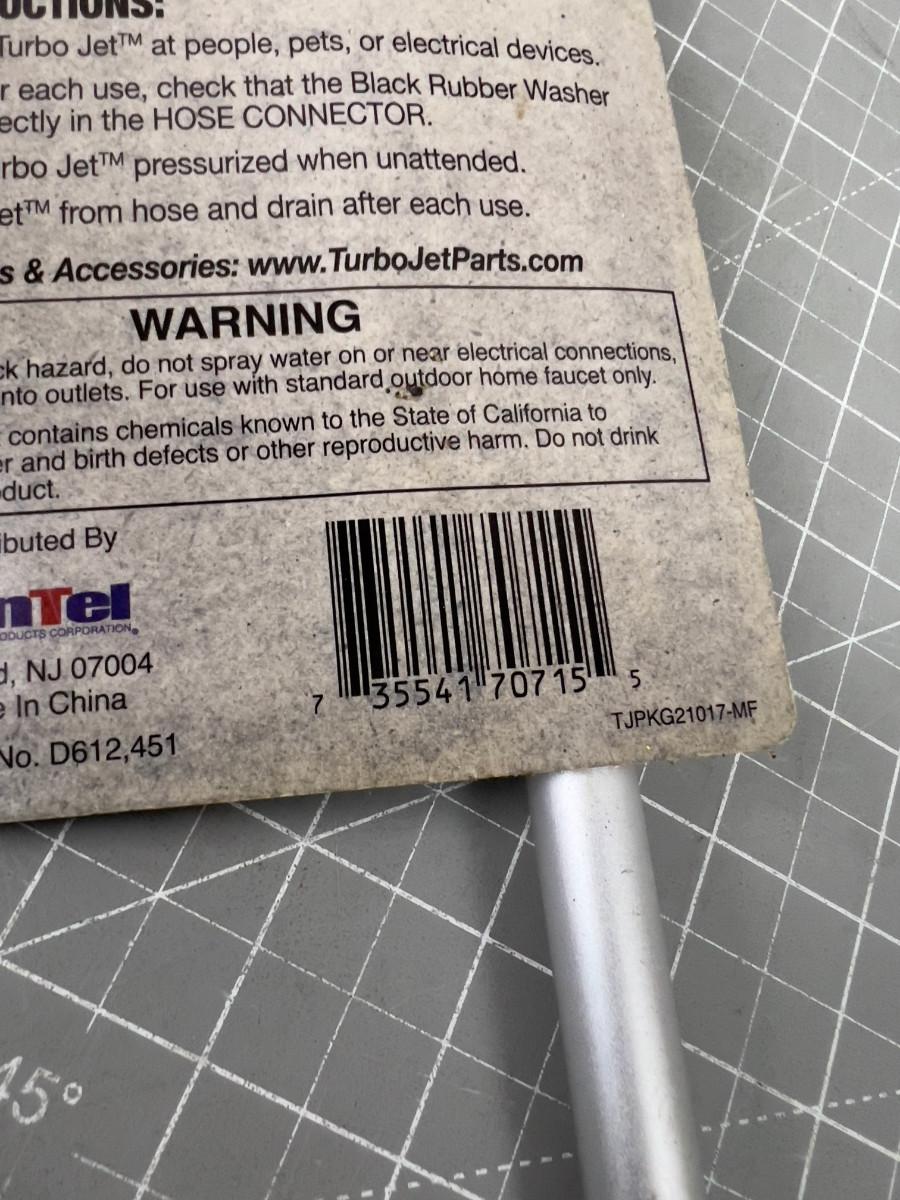 UCTIONS:
Turbo Jet™ at people, pets, or electrical devices.
r each use, check that the Black Rubber Washer
ectly in the HOSE CONNECTOR.
rbo Jet™ pressurized when unattended.
et™ from hose and drain after each use.
s & Accessories: www.TurboJetParts.com
WARNING
ck hazard, do not spray water on or near electrical connections,
nto outlets. For use with standard outdoor home faucet only.
contains chemicals known to the State of California to
er and birth defects or other reproductive harm. Do not drink
duct.
ibuted By
nTel
ODUCTS CORPORATION®
d, NJ 07004
e In China
No. D612,451
7 35541 70715 5
TJPKG21017-MF
45°